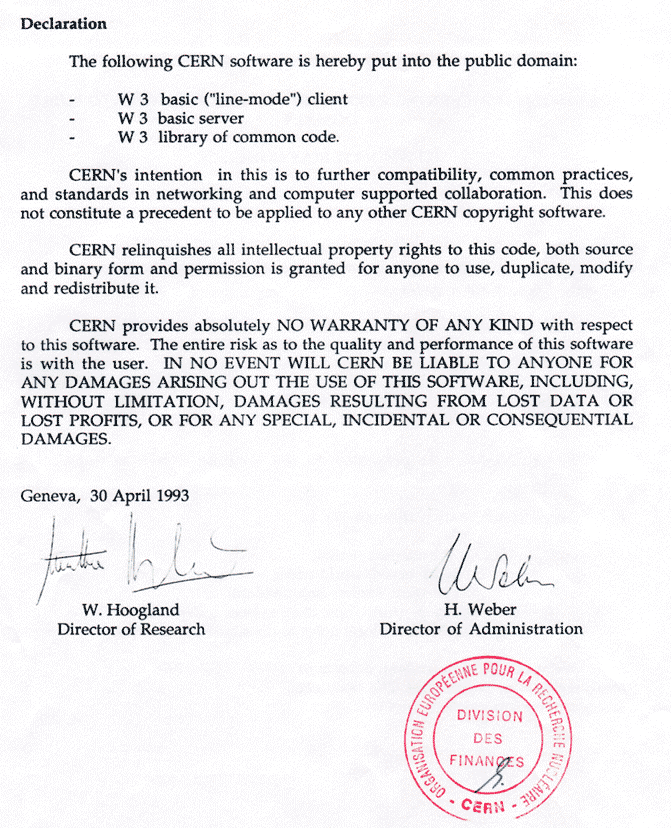 Declaration
The following CERN software is hereby put into the public domain:
- W 3 basic ("line-mode") client
- W 3 basic server
- W 3 library of common code.
CERN's intention in this is to further compatibility, common practices,
and standards in networking and computer supported collaboration. This does
not constitute a precedent to be applied to any other CERN copyright software.
CERN relinquishes all intellectual property rights to this code, both source
and binary form and permission is granted for anyone to use, duplicate, modify
and redistribute it.
CERN provides absolutely NO WARRANTY OF ANY KIND with respect
to this software. The entire risk as to the quality and performance of this software
is with the user. IN NO EVENT WILL CERN BE LIABLE TO ANYONE FOR
ANY DAMAGES ARISING OUT THE USE OF THIS SOFTWARE, INCLUDING,
WITHOUT LIMITATION, DAMAGES RESULTING FROM LOST DATA OR
LOST PROFITS, OR FOR ANY SPECIAL, INCIDENTAL OR CONSEQUENTIAL
DAMAGES.
Geneva, 30 April 1993
W. Hoogland
Director of Research
H. Weber
Director of Administration
ORGANISATION EUROPÉENNE POUR LA RECHERCHE NUCLÉAIRE
DIVISION
DES
FINANCES
- CERN -